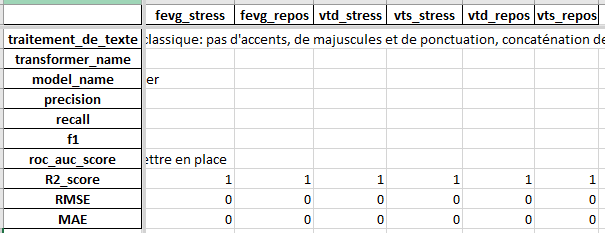 fevg_stress fevg_repos vtd_stress vts_stress vtd_repos vts_repos
traitement_de_texte classique: pas d'accents, de majuscules et de ponctuation, concaténation de
transformer_name
model_name er
precision
recall
f1
roc_auc_score ettre en place
R2_score 1 1 1 1 1 1
RMSE 0 0 0 0 0 0
MAE 0 0 0 0 0 0